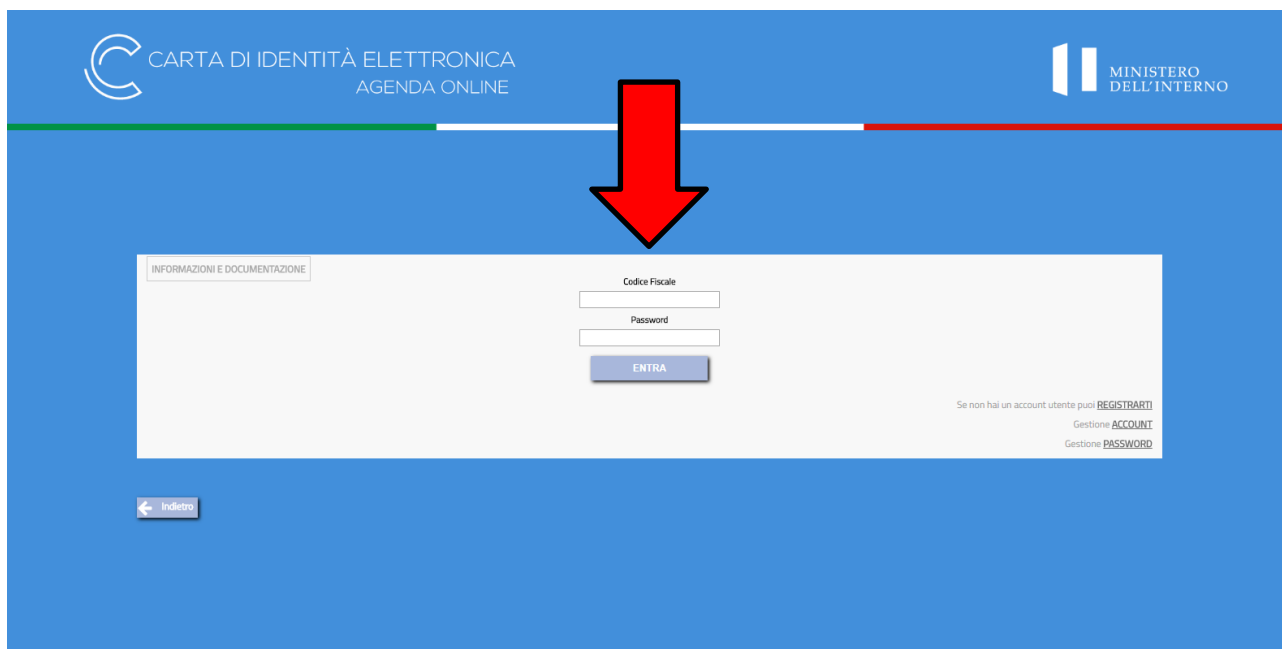 CARTA DI IDENTITÀ ELETTRONICA
AGENDA ONLINE
MINISTERO
DELL'INTERNO
INFORMAZIONI E DOCUMENTAZIONE
Codice Fiscale
Password
ENTRA
Se non hai un account utente puoi REGISTRARTI
Gestione ACCOUNT
Gestione PASSWORD
Indietro